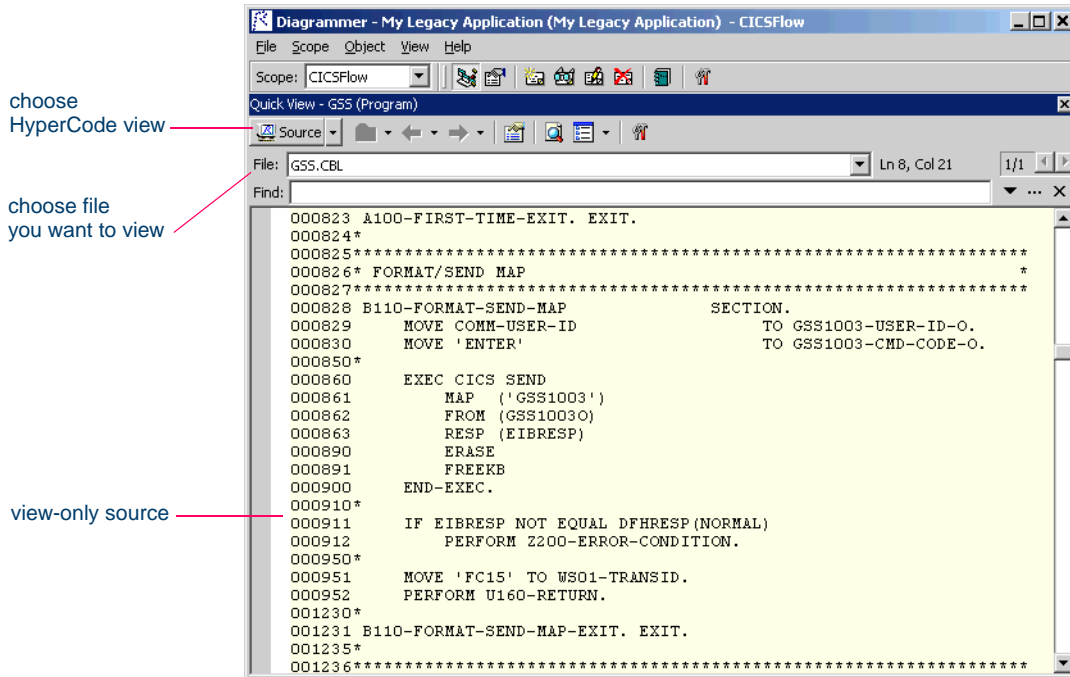 Diagrammer - My Legacy Application (My Legacy Application) - CICSFlow
File Scope Object View Help
Scope: CICSFlow
Quick View - GSS (Program)
choose
HyperCode view
Source
File: GSS.CBL Ln 8, Col 21 1/1
choose file
you want to view
Find:
000823 A100-FIRST-TIME-EXIT. EXIT.
000824*
000825******************************************************************
000826* FORMAT/SEND MAP *
000827******************************************************************
000828 B110-FORMAT-SEND-MAP SECTION.
000829 MOVE COMM-USER-ID TO GSS1003-USER-ID-O.
000830 MOVE 'ENTER' TO GSS1003-CMD-CODE-O.
000850*
000860 EXEC CICS SEND
000861 MAP ('GSS1003')
000862 FROM (GSS1003O)
000863 RESP (EIBRESP)
000890 ERASE
000891 FREEKB
000900 END-EXEC.
000910*
view-only source
000911 IF EIBRESP NOT EQUAL DFHRESP(NORMAL)
000912 PERFORM Z200-ERROR-CONDITION.
000950*
000951 MOVE 'FC15' TO WS01-TRANSID.
000952 PERFORM U160-RETURN.
001230*
001231 B110-FORMAT-SEND-MAP-EXIT. EXIT.
001235*
001236******************************************************************